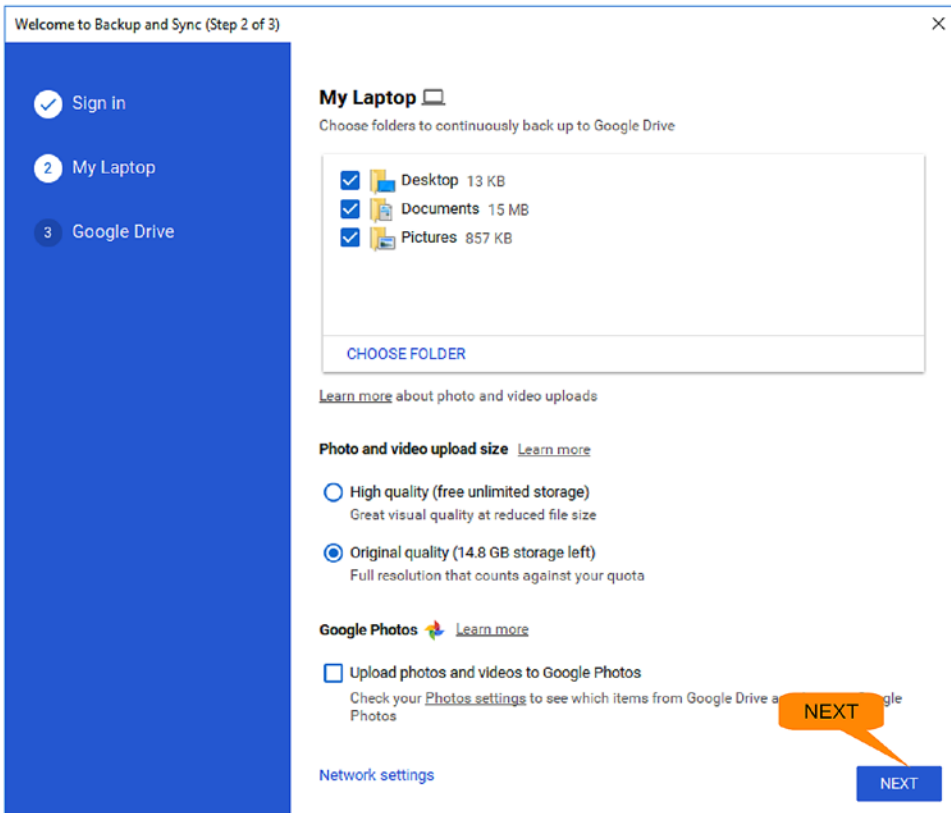 Welcome to Backup and Sync (Step 2 of 3)
Sign in
2 My Laptop
3 Google Drive
My Laptop
Choose folders to continuously back up to Google Drive
Desktop 13 KB
Documents 15 MB
Pictures 857 KB
CHOOSE FOLDER
Learn more about photo and video uploads
Photo and video upload size Learn more
High quality (free unlimited storage)
Great visual quality at reduced file size
Original quality (14.8 GB storage left)
Full resolution that counts against your quota
Google Photos Learn more
Upload photos and videos to Google Photos
Check your Photos settings to see which items from Google Drive
Photos
NEXT
Network settings
NEXT